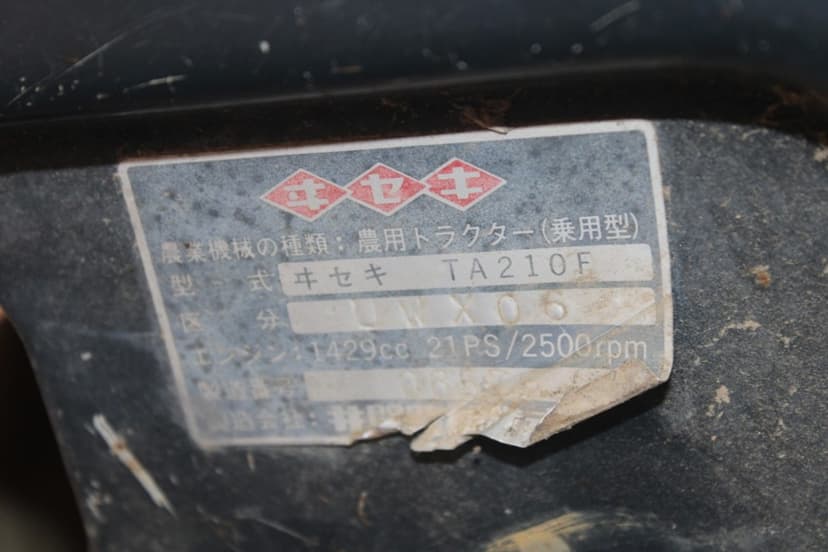 ヰセキ
農業機械の種類：農用トラクター(乗用型)
型式 ヰセキ TA210F
区分 UWX06
エンジン：1429cc 21PS/2500rpm